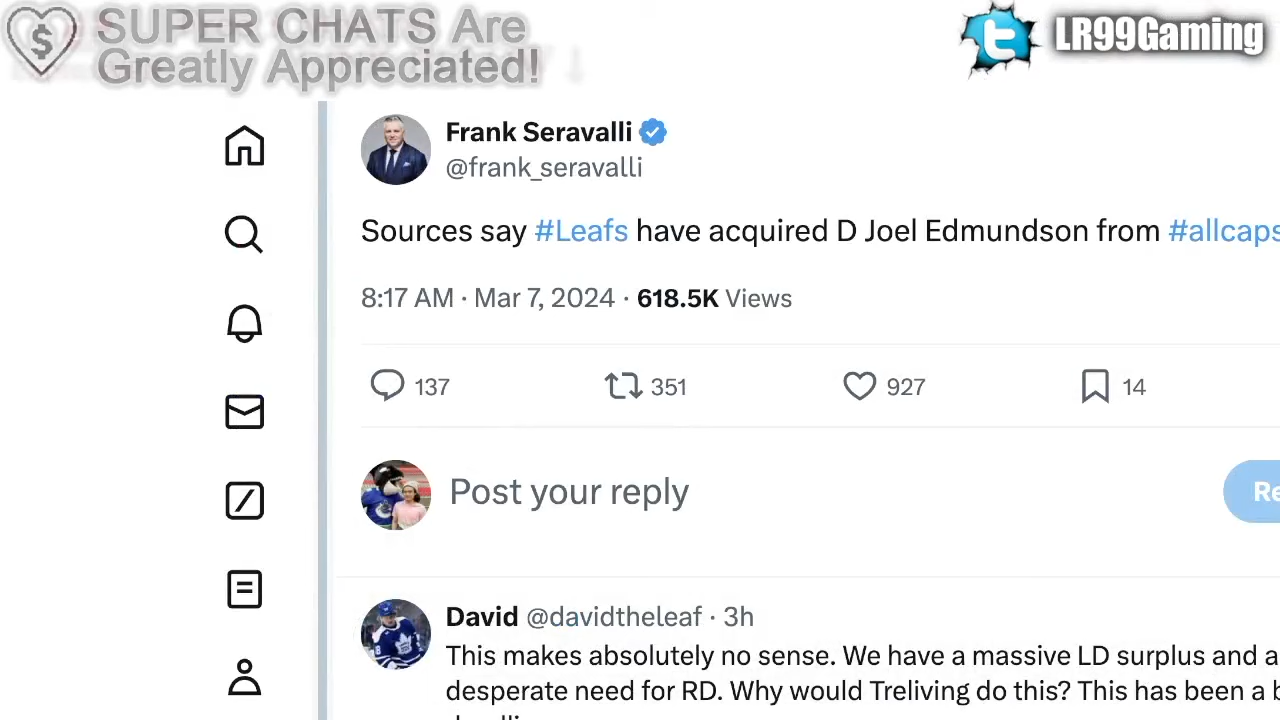 SUPER CHATS Are
Greatly Appreciated!
LR99Gaming
Frank Seravalli
@frank_seravalli
Sources say #Leafs have acquired D Joel Edmundson from #allcaps
8:17 AM · Mar 7, 2024 · 618.5K Views
137 351 927 14
Post your reply
Re
David @davidtheleaf · 3h
This makes absolutely no sense. We have a massive LD surplus and a
desperate need for RD. Why would Treliving do this? This has been a